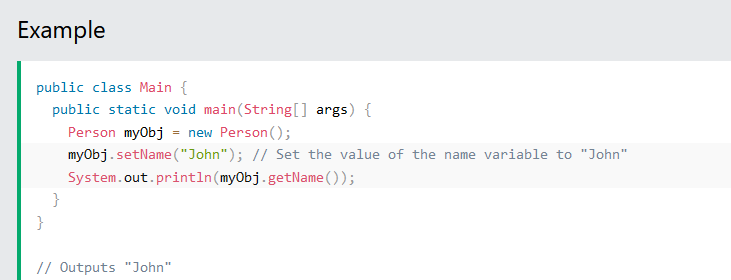 Example
public class Main {
  public static void main(String[] args) {
    Person myObj = new Person();
    myObj.setName("John"); // Set the value of the name variable to "John"
    System.out.println(myObj.getName());
  }
}
// Outputs "John"